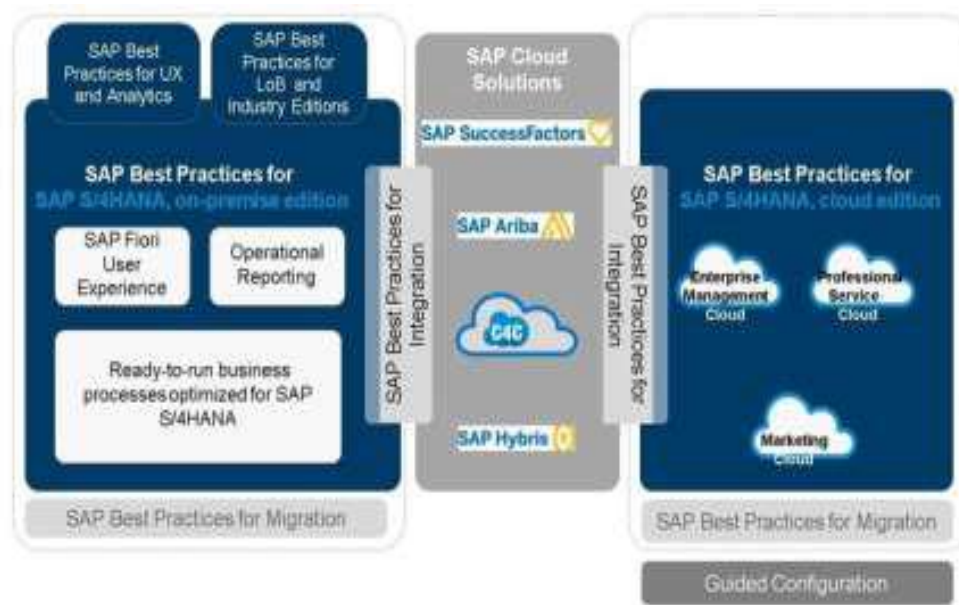 SAP Best
Practices for UX
and Analytics
SAP Best
Practices for
LoB and
Industry Editions
SAP Best Practices for
SAP S/4HANA, on-premise edition
SAP Fiori
User
Experience
Operational
Reporting
Ready-to-run business
processes optimized for SAP
S/4HANA
SAP Best Practices for Migration
SAP Best Practices for
Integration
SAP Cloud
Solutions
SAP SuccessFactors
SAP Ariba
C4C
SAP Hybris
SAP Best Practices for
Integration
SAP Best Practices for
SAP S/4HANA, cloud edition
Enterprise
Management
Cloud
Professional
Service
Cloud
Marketing
Cloud
SAP Best Practices for Migration
Guided Configuration